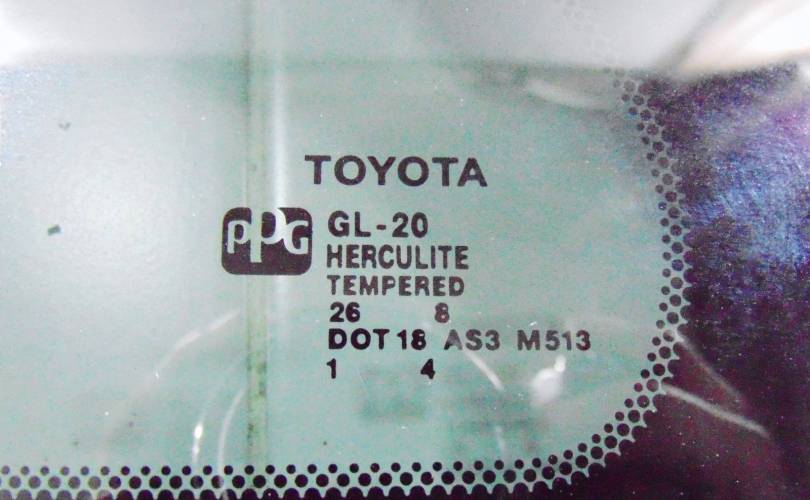 TOYOTA
PPG GL-20
HERCULITE
TEMPERED
26 8
DOT 18 AS3 M513
1 4